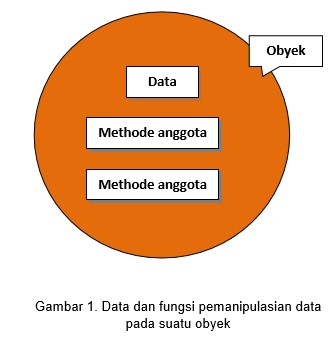 Obyek
Data
Methode anggota
Methode anggota
Gambar 1. Data dan fungsi pemanipulasian data
pada suatu obyek